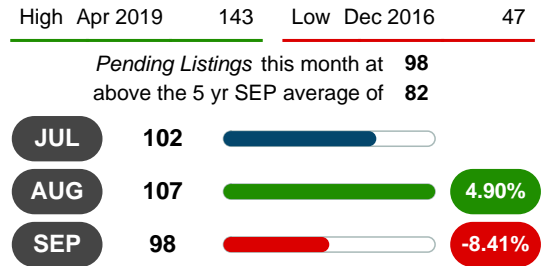 High Apr 2019 143 Low Dec 2016 47
Pending Listings this month at 98
above the 5 yr SEP average of 82
JUL 102
AUG 107 4.90%
SEP 98 -8.41%